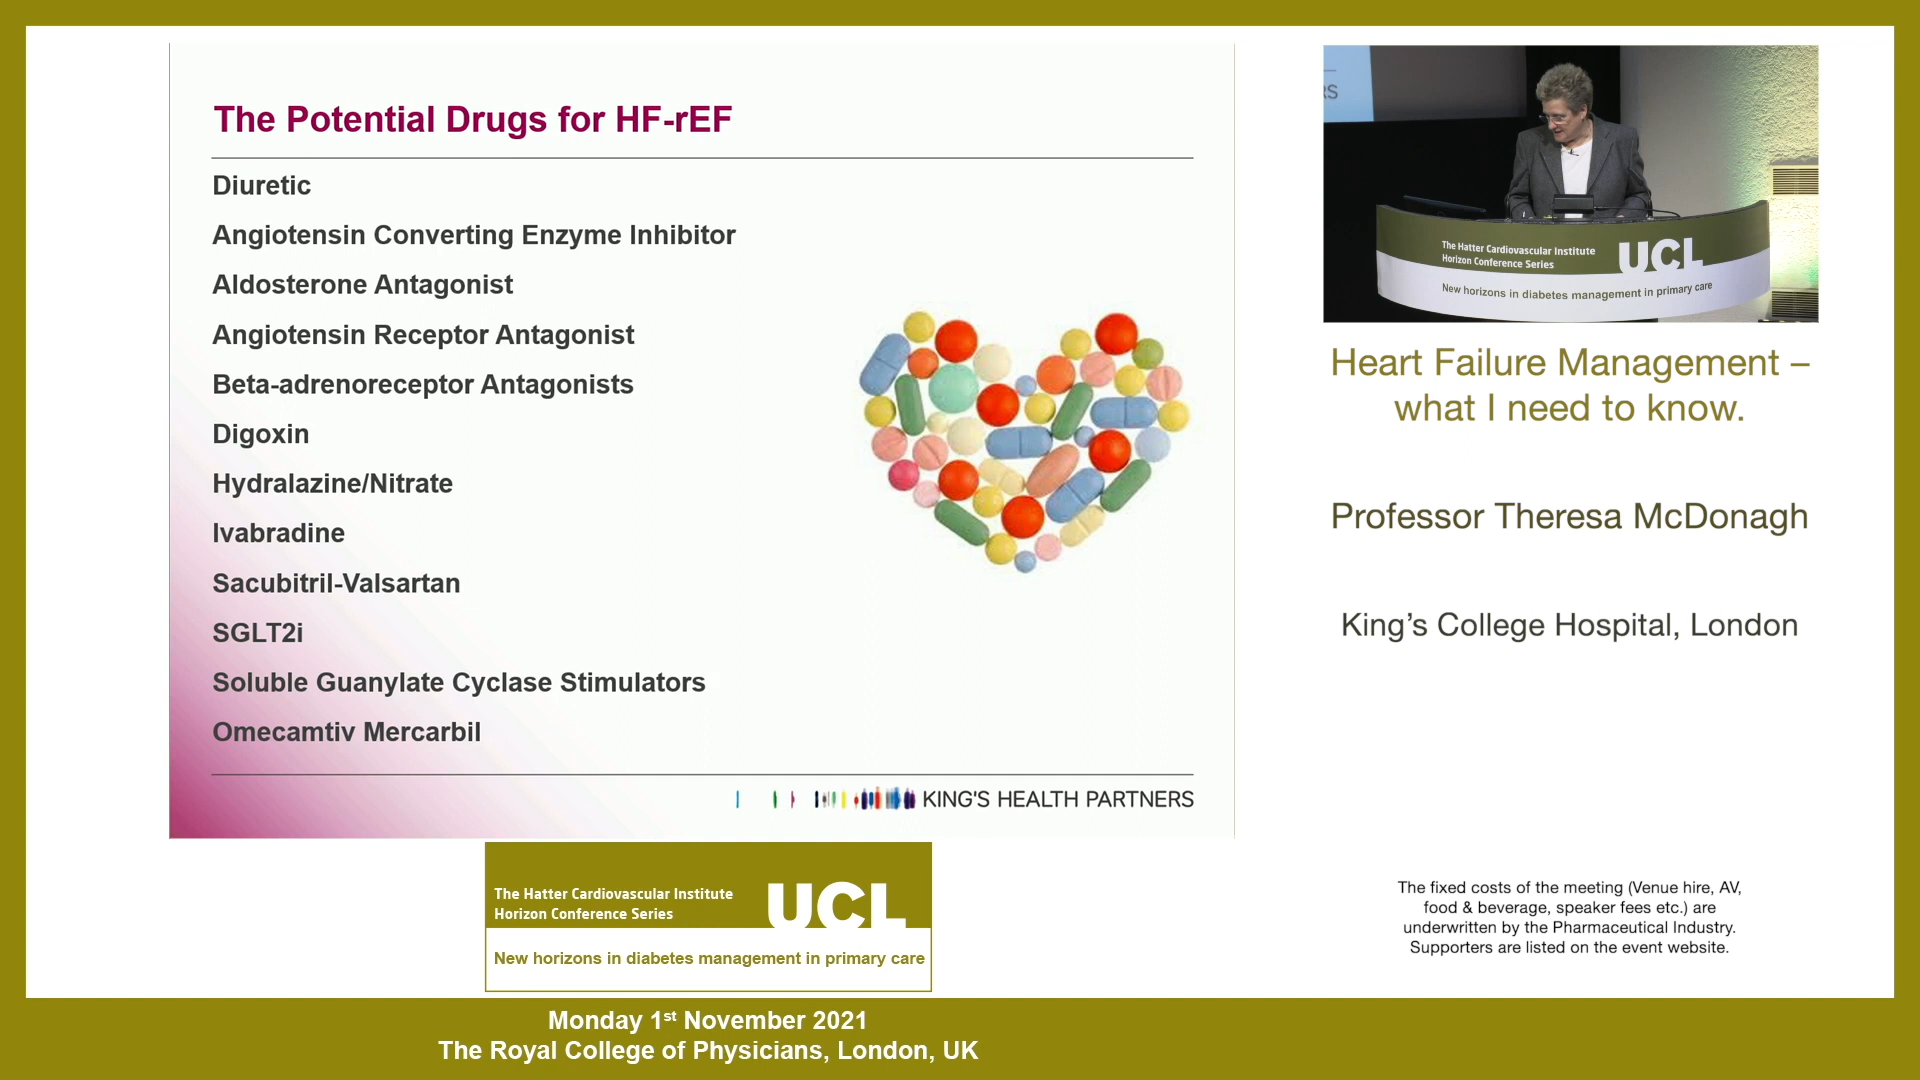 The Potential Drugs for HF-rEF
Diuretic
Angiotensin Converting Enzyme Inhibitor
Aldosterone Antagonist
Angiotensin Receptor Antagonist
Beta-adrenoreceptor Antagonists
Digoxin
Hydralazine/Nitrate
Ivabradine
Sacubitril-Valsartan
SGLT2i
Soluble Guanylate Cyclase Stimulators
Omecamtiv Mercarbil
KING'S HEALTH PARTNERS
RS
The Hatter Cardiovascular Institute
Horizon Conference Series
UCL
New horizons in diabetes management in primary care
Heart Failure Management –
what I need to know.
Professor Theresa McDonagh
King's College Hospital, London
The fixed costs of the meeting (Venue hire, AV,
food & beverage, speaker fees etc.) are
underwritten by the Pharmaceutical Industry.
Supporters are listed on the event website.
The Hatter Cardiovascular Institute
Horizon Conference Series
UCL
New horizons in diabetes management in primary care
Monday 1st November 2021
The Royal College of Physicians, London, UK